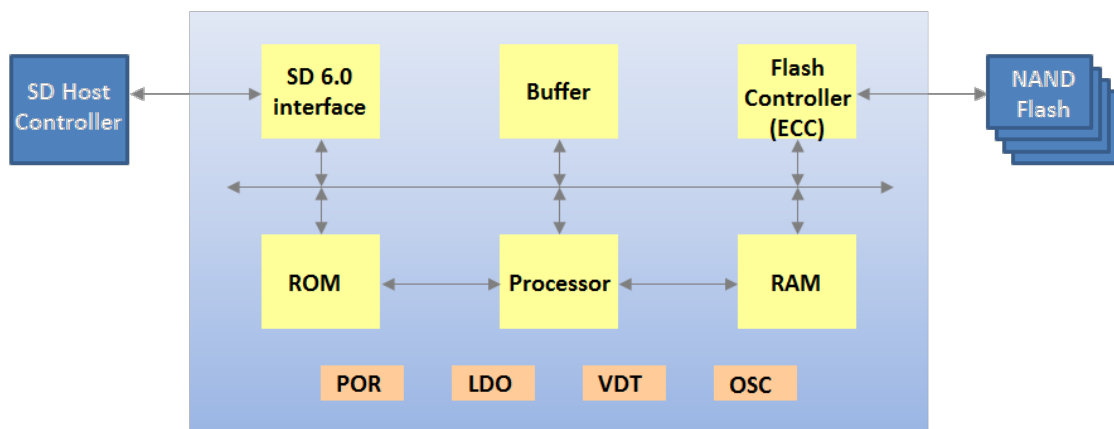 SD Host
Controller
SD 6.0
interface
Buffer
Flash
Controller
(ECC)
NAND
Flash
ROM
Processor
RAM
POR
LDO
VDT
OSC